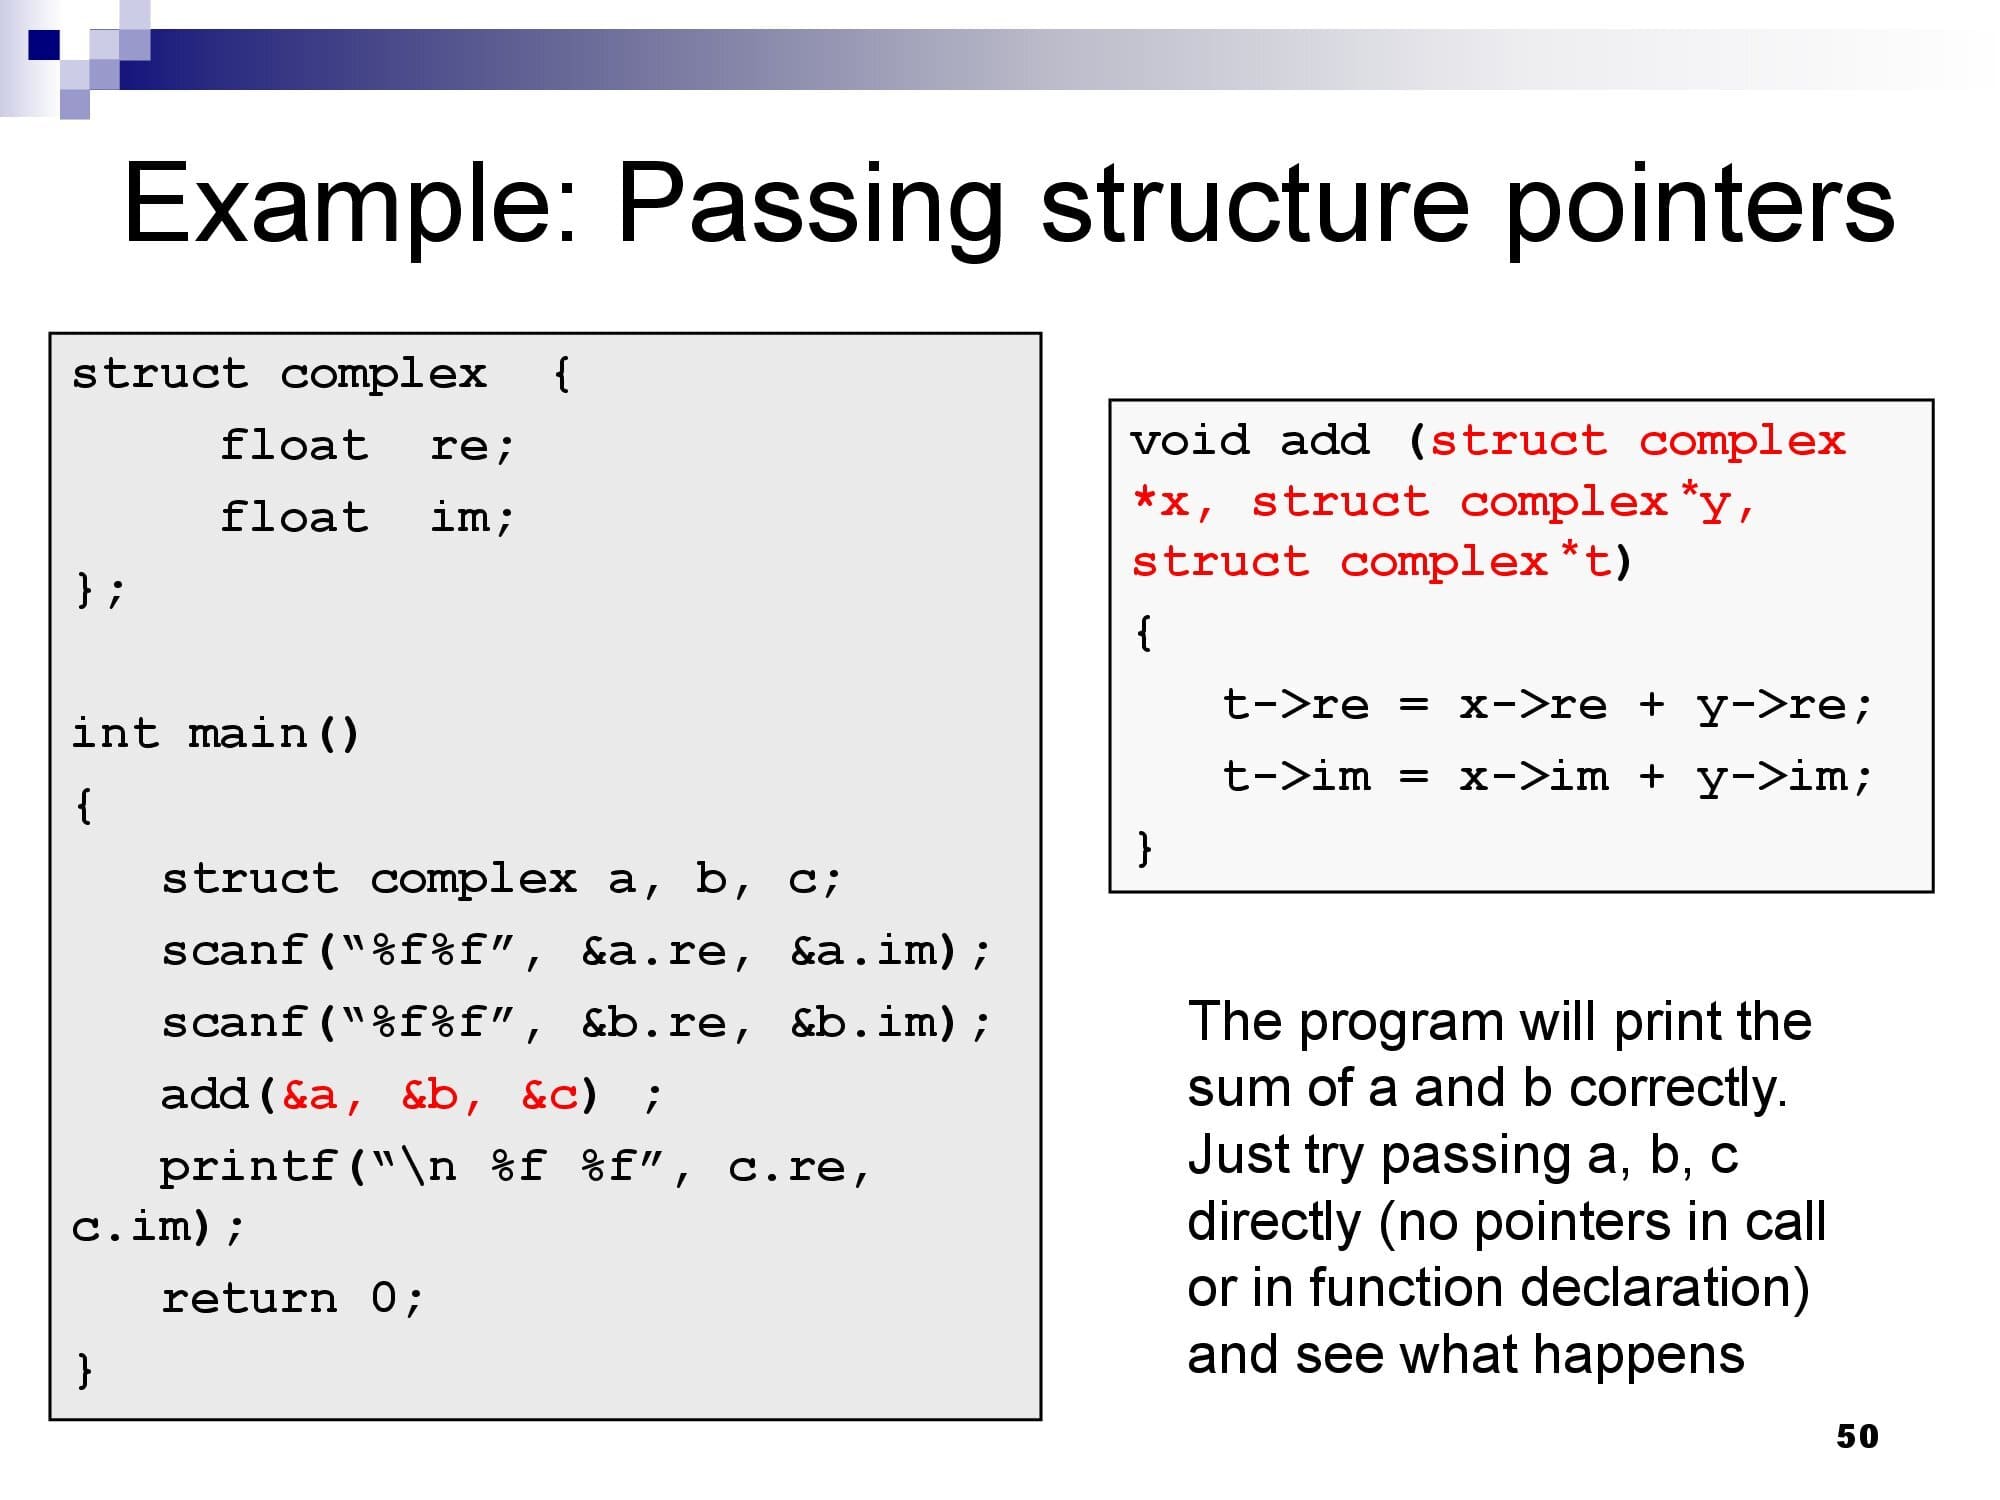 Example: Passing structure pointers
struct complex  {
     float  re;
     float  im;
};
int main()
{
   struct complex a, b, c;
   scanf(“%f%f”, &a.re, &a.im);
   scanf(“%f%f”, &b.re, &b.im);
   add(&a, &b, &c) ;
   printf(“\n %f %f”, c.re,
c.im);
   return 0;
}
void add (struct complex
*x, struct complex *y,
struct complex *t)
{
   t->re = x->re + y->re;
   t->im = x->im + y->im;
}
The program will print the
sum of a and b correctly.
Just try passing a, b, c
directly (no pointers in call
or in function declaration)
and see what happens
50